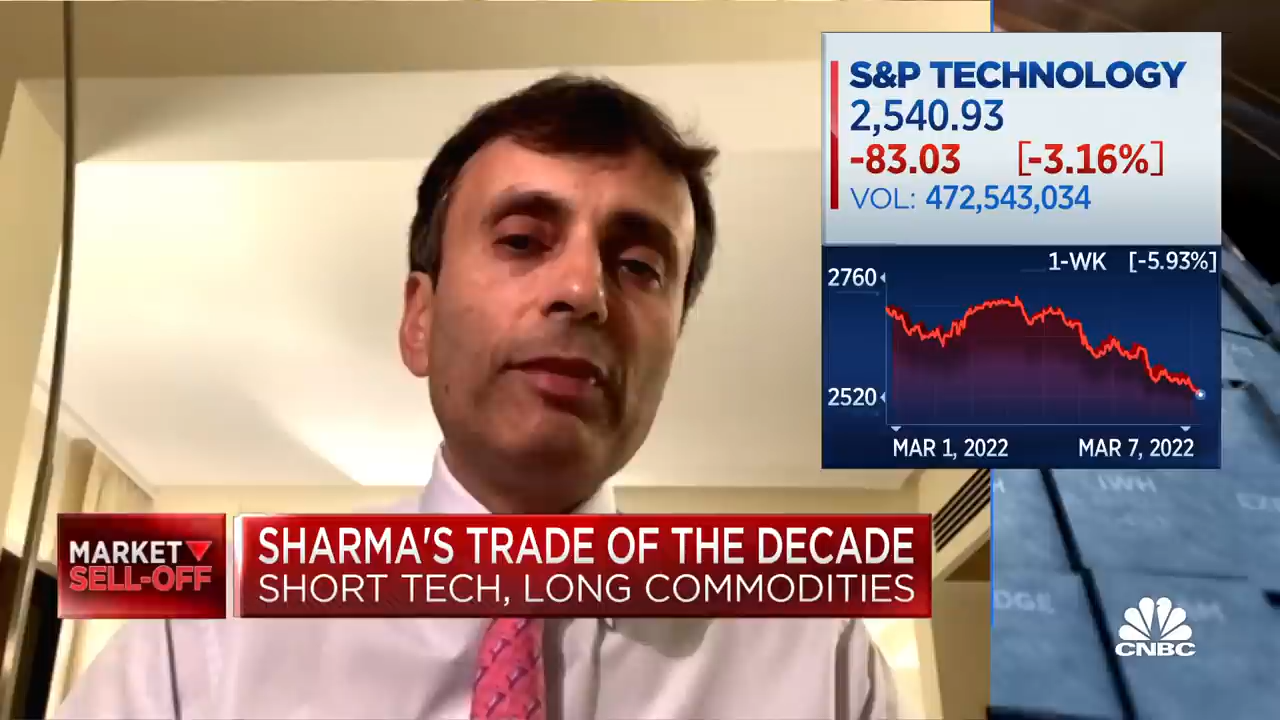 S&P TECHNOLOGY
2,540.93
-83.03 [-3.16%]
VOL: 472,543,034
1-WK [-5.93%]
2760
2520
MAR 1, 2022 MAR 7, 2022
MARKET
SELL-OFF
SHARMA'S TRADE OF THE DECADE
SHORT TECH, LONG COMMODITIES
CNBC